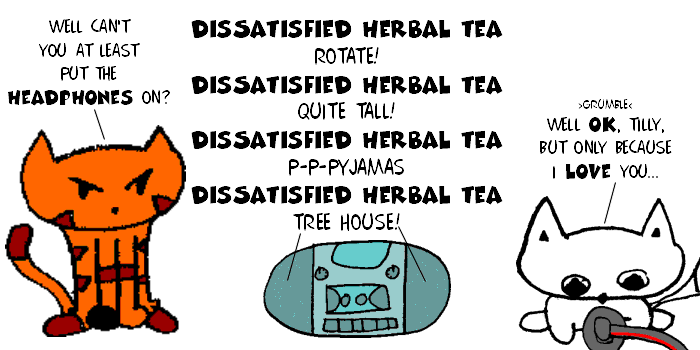 WELL CAN'T
YOU AT LEAST
PUT THE
HEADPHONES ON?
DISSATISFIED HERBAL TEA
ROTATE!
DISSATISFIED HERBAL TEA
QUITE TALL!
DISSATISFIED HERBAL TEA
P-P-PYJAMAS
DISSATISFIED HERBAL TEA
TREE HOUSE!
>GRUMBLE<
WELL OK, TILLY,
BUT ONLY BECAUSE
I LOVE YOU...